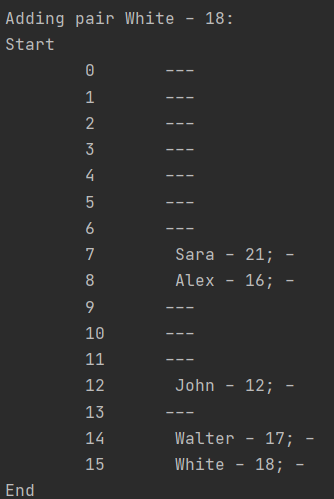 Adding pair White – 18:
Start
0 ---
1 ---
2 ---
3 ---
4 ---
5 ---
6 ---
7 Sara – 21; –
8 Alex – 16; –
9 ---
10 ---
11 ---
12 John – 12; –
13 ---
14 Walter – 17; –
15 White – 18; –
End